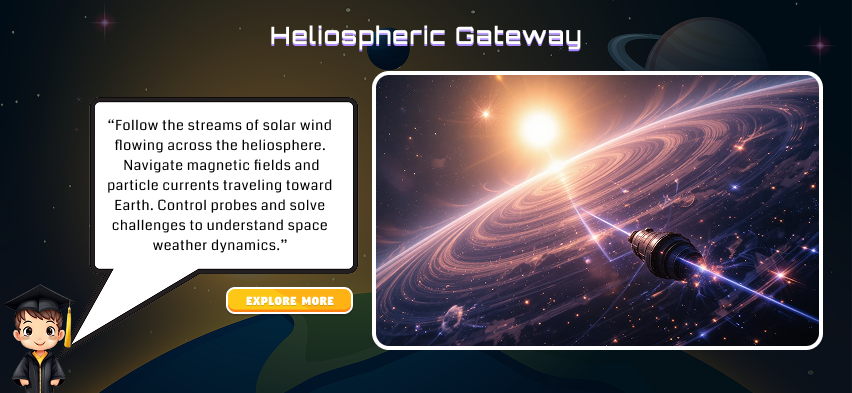 Heliospheric Gateway
“Follow the streams of solar wind
flowing across the heliosphere.
Navigate magnetic fields and
particle currents traveling toward
Earth. Control probes and solve
challenges to understand space
weather dynamics.”
EXPLORE MORE